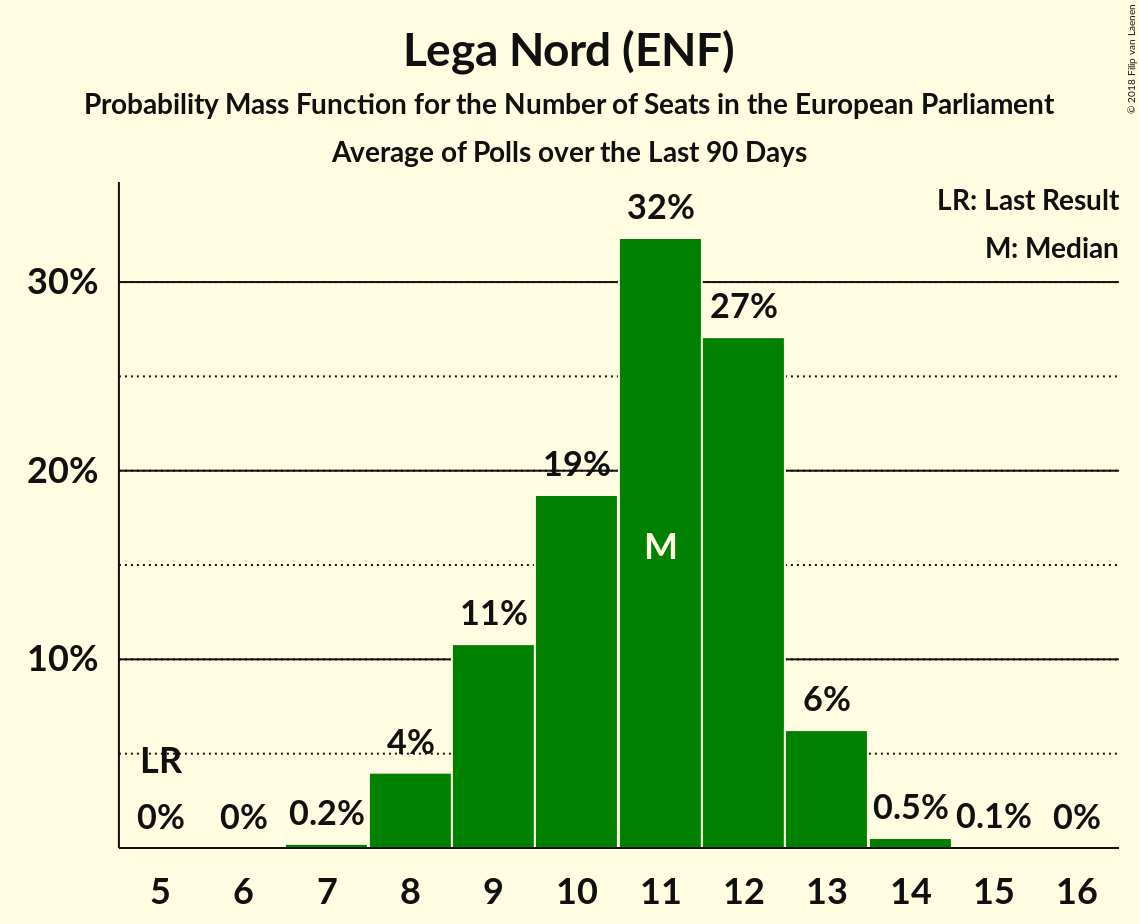 Lega Nord (ENF)
Probability Mass Function for the Number of Seats in the European Parliament
Average of Polls over the Last 90 Days
© 2018 Filip van Laenen
LR: Last Result
M: Median
32%
30%
27%
20%
19%
M
11%
10%
6%
4%
LR
0%
0%
0.2%
0.5%
0.1%
0%
5 6 7 8 9 10 11 12 13 14 15 16